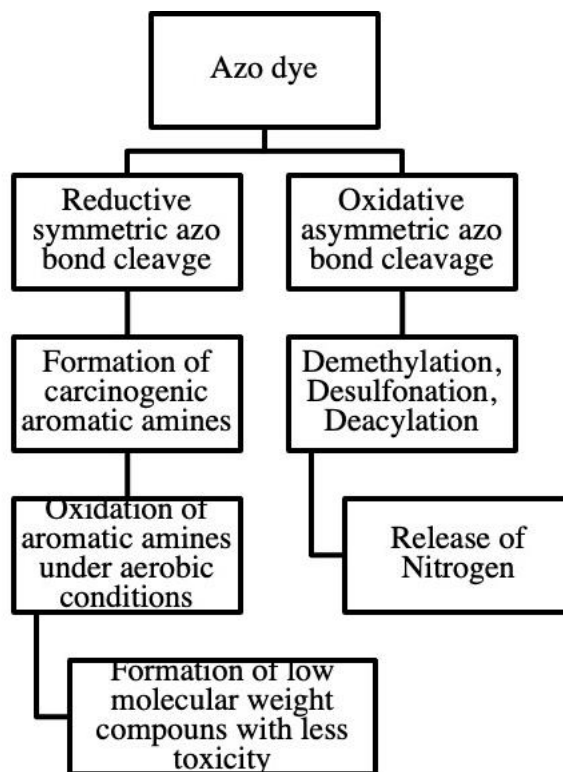 Azo dye
Reductive
symmetric azo
bond cleavge
Oxidative
asymmetric azo
bond cleavage
Formation of
carcinogenic
aromatic amines
Demethylation,
Desulfonation,
Deacylation
Oxidation of
aromatic amines
under aerobic
conditions
Release of
Nitrogen
Formation of low
molecular weight
compouns with less
toxicity